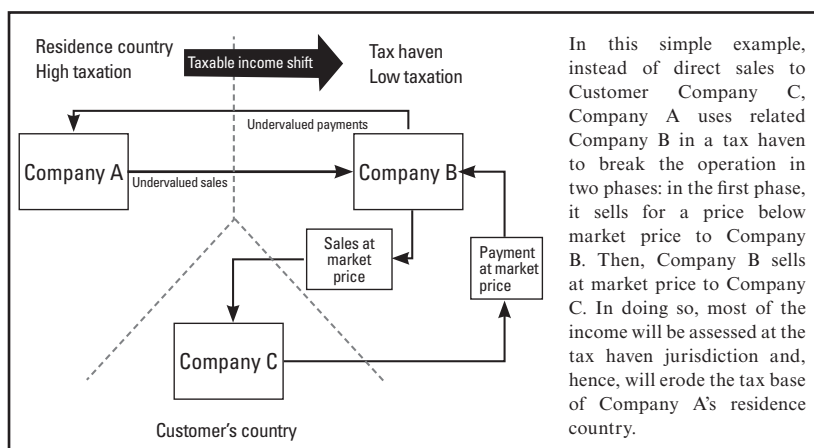 Residence country
High taxation
Taxable income shift
Tax haven
Low taxation
Undervalued payments
Company A
Undervalued sales
Company B
Sales at
market
price
Payment
at market
price
Company C
Customer's country
In this simple example,
instead of direct sales to
Customer Company C,
Company A uses related
Company B in a tax haven
to break the operation in
two phases: in the first phase,
it sells for a price below
market price to Company
B. Then, Company B sells
at market price to Company
C. In doing so, most of the
income will be assessed at the
tax haven jurisdiction and,
hence, will erode the tax base
of Company A's residence
country.